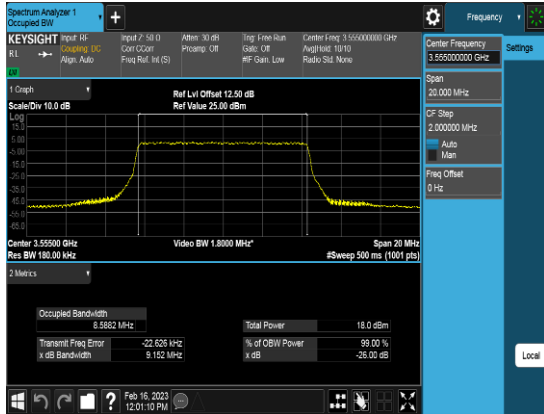 Spectrum Analyzer 1
Occupied BW
+
Frequency
KEYSIGHT Input: RF Input Z: 50 Ω Atten: 30 dB Trig: Free Run Center Freq: 3.555000000 GHz
RL Coupling: DC Corr CCorr Preamp: Off Gate: Off Avg|Hold: 10/10
Align: Auto Freq Ref: Int (S) #IF Gain: Low Radio Std: None
Center Frequency
3.555000000 GHz
Settings
Span
20.000 MHz
CF Step
2.000000 MHz
Auto
Man
Freq Offset
0 Hz
Local
1 Graph
Scale/Div 10.0 dB
Ref Lvl Offset 12.50 dB
Ref Value 25.00 dBm
Log
15.0
5.00
-5.00
-15.0
-25.0
-35.0
-45.0
-55.0
-65.0
Center 3.55500 GHz Video BW 1.8000 MHz* Span 20 MHz
Res BW 180.00 kHz #Sweep 500 ms (1001 pts)
2 Metrics
Occupied Bandwidth
8.5882 MHz Total Power 18.0 dBm
Transmit Freq Error -22.626 kHz % of OBW Power 99.00 %
x dB Bandwidth 9.152 MHz x dB -26.00 dB
?
Feb 16, 2023
12:01:10 PM